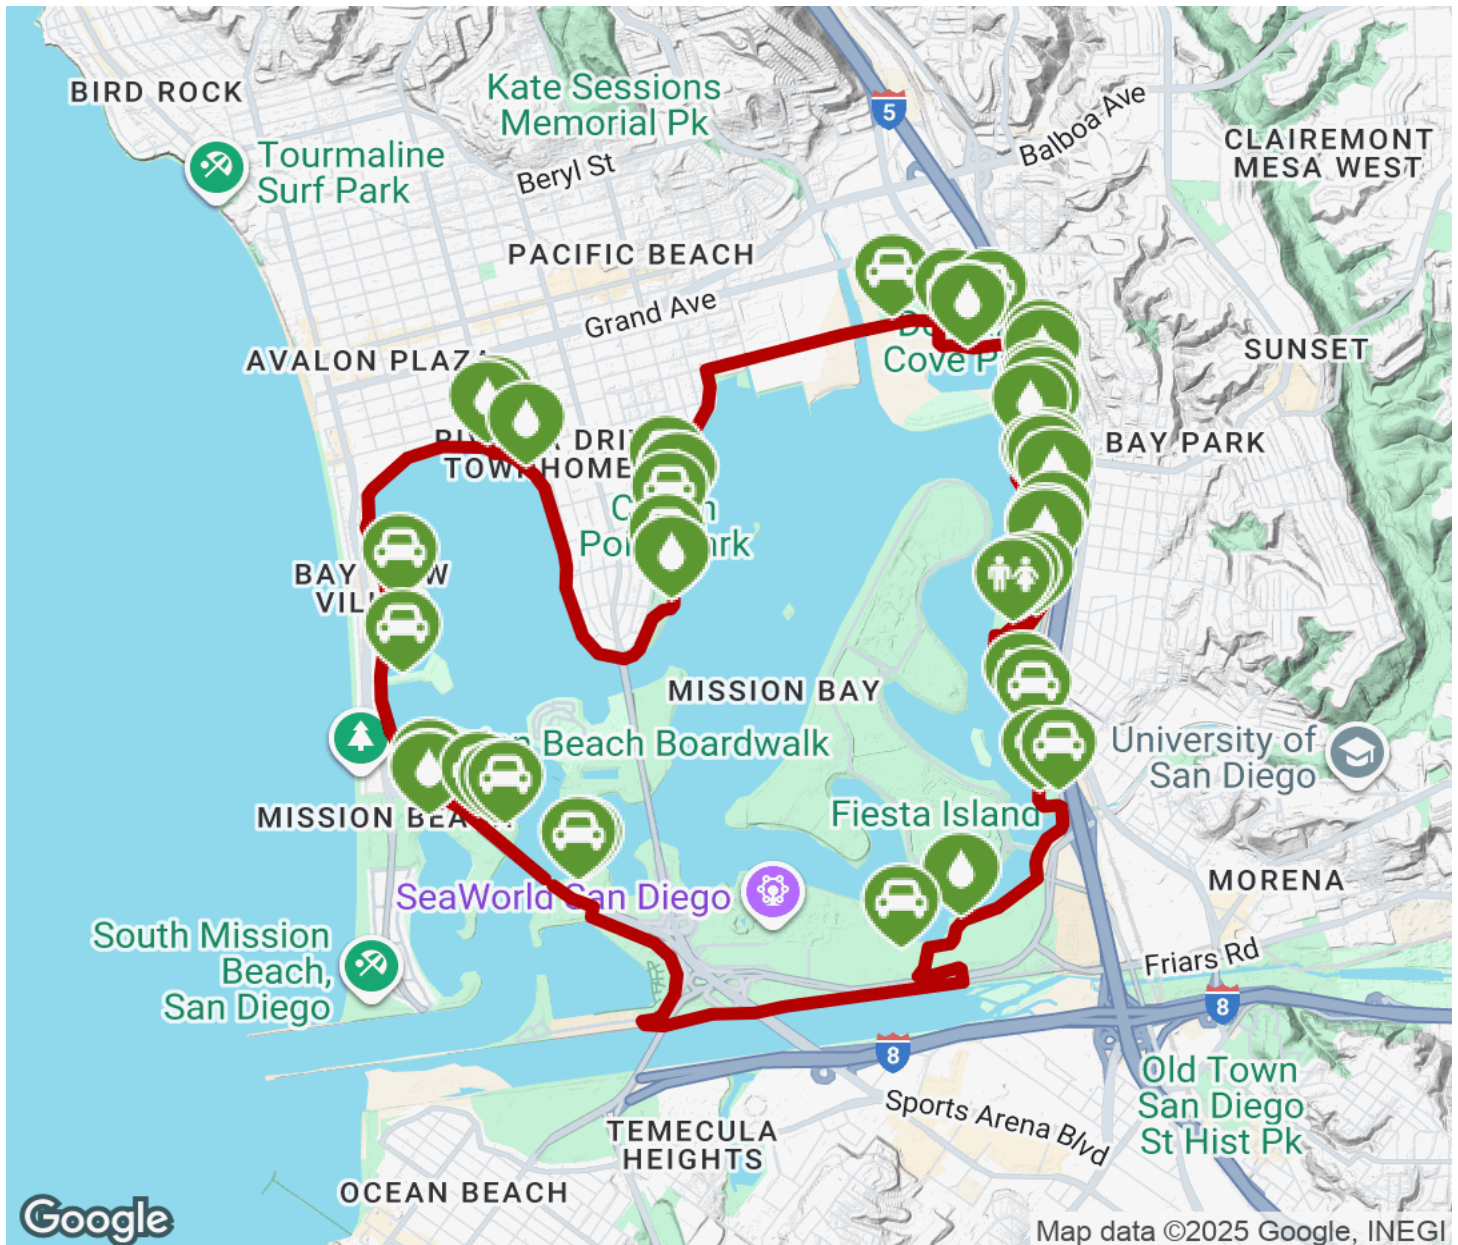 BIRD ROCK
Kate Sessions
Memorial Pk
5
Balboa Ave
CLAIREMONT
MESA WEST
Tourmaline
Surf Park
Beryl St
PACIFIC BEACH
Grand Ave
Cove P
SUNSET
AVALON PLAZA
BAY PARK
TOWNHOME
BAY
MISSION BAY
Beach Boardwalk
University of
San Diego
Fiesta Island
MISSION BEA
SeaWorld San Diego
MORENA
South Mission
Beach,
San Diego
Friars Rd
8
8
Old Town
San Diego
St Hist Pk
Sports Arena Blvd
TEMECULA
HEIGHTS
OCEAN BEACH
Google
Map data ©2025 Google, INEGI